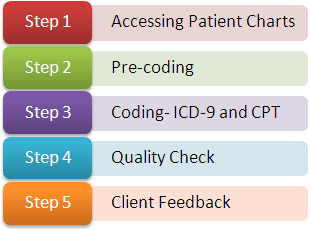 Step 1 Accessing Patient Charts
Step 2 Pre-coding
Step 3 Coding- ICD-9 and CPT
Step 4 Quality Check
Step 5 Client Feedback